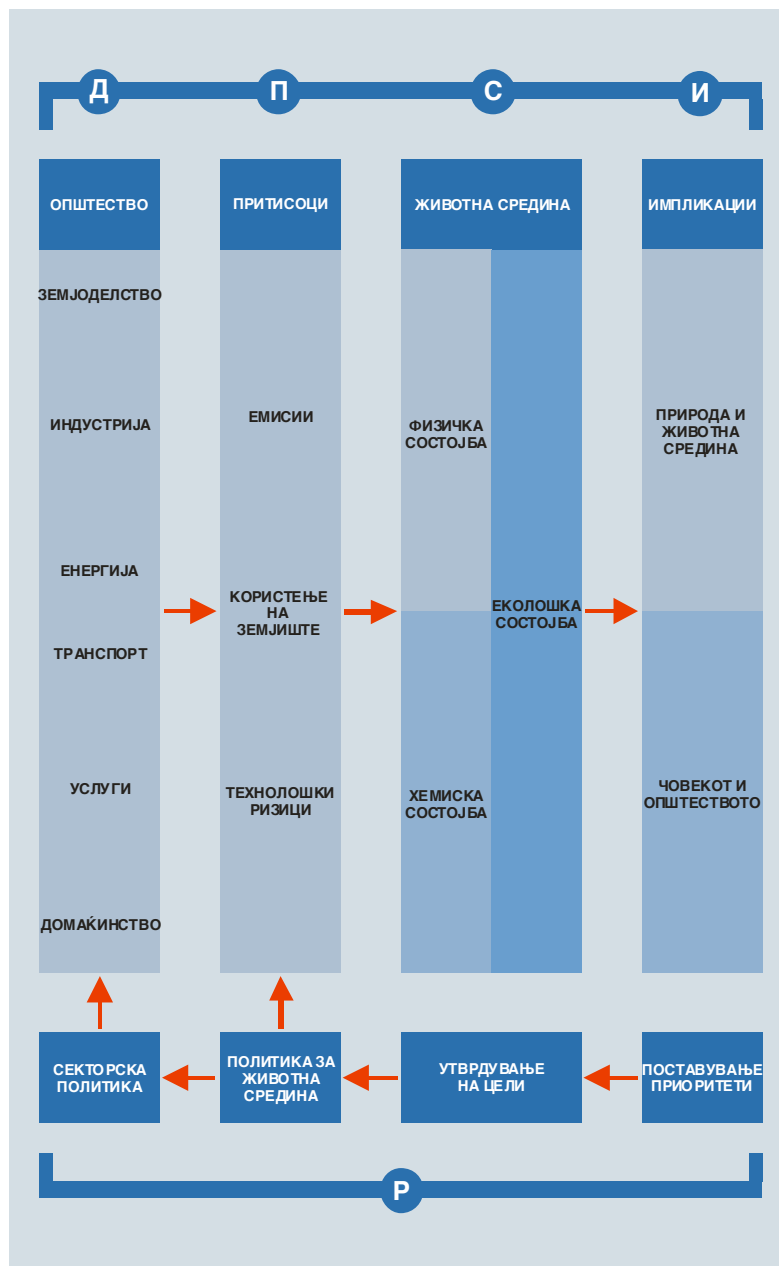 Д
П
С
И
ОПШТЕСТВО
ПРИТИСОЦИ
ЖИВОТНА СРЕДИНА
ИМПЛИКАЦИИ
ЗЕМЈОДЕЛСТВО
ИНДУСТРИЈА
ЕНЕРГИЈА
ТРАНСПОРТ
УСЛУГИ
ДОМАЌИНСТВО
ЕМИСИИ
КОРИСТЕЊЕ
НА
ЗЕМЈИШТЕ
ТЕХНОЛОШКИ
РИЗИЦИ
ФИЗИЧКА
СОСТОЈБА
ХЕМИСКА
СОСТОЈБА
ЕКОЛОШКА
СОСТОЈБА
ПРИРОДА И
ЖИВОТНА
СРЕДИНА
ЧОВЕКОТ И
ОПШТЕСТВОТО
СЕКТОРСКА
ПОЛИТИКА
ПОЛИТИКА ЗА
ЖИВОТНА
СРЕДИНА
УТВРДУВАЊЕ
НА ЦЕЛИ
ПОСТАВУВАЊЕ
ПРИОРИТЕТИ
Р